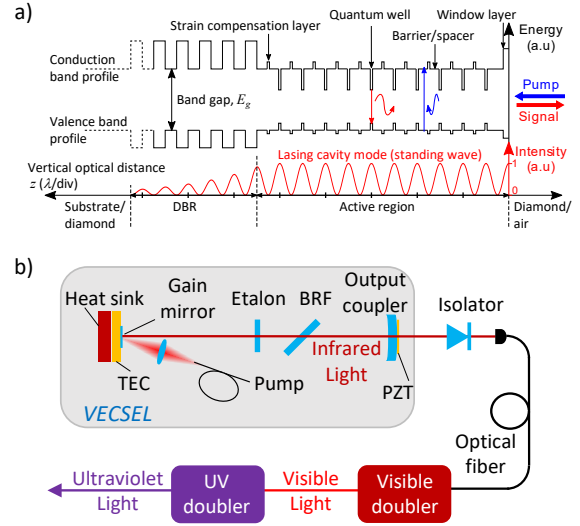 a)
Strain compensation layer
Quantum well
Window layer
Barrier/spacer
Energy
(a.u)
Conduction
band profile
Band gap, E_g
Pump
Signal
Valence band
profile
Intensity
(a.u)
Vertical optical distance
z (λ/div)
Lasing cavity mode (standing wave)
1
0
Substrate/
diamond
DBR
Active region
Diamond/
air
b)
Heat sink
Gain
mirror
Etalon
BRF
Output
coupler
Isolator
Infrared
Light
TEC
Pump
PZT
VECSEL
Optical
fiber
Ultraviolet
Light
UV
doubler
Visible
Light
Visible
doubler